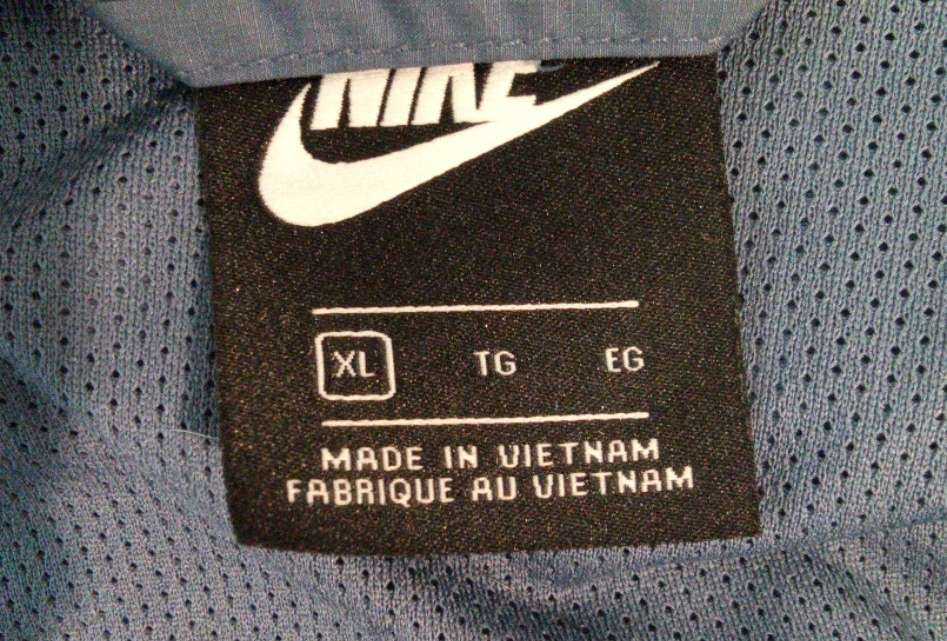 NIKE
XL TG EG
MADE IN VIETNAM
FABRIQUE AU VIETNAM